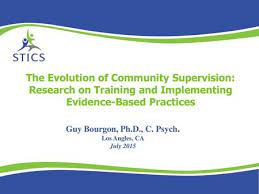 STICS
The Evolution of Community Supervision:
Research on Training and Implementing
Evidence-Based Practices
Guy Bourgon, Ph.D., C. Psych.
Los Angles, CA
July 2015